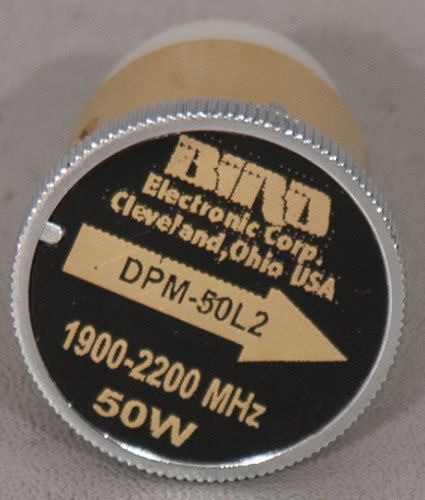 BIRD
Electronic Corp.
Cleveland,Ohio USA
DPM-50L2
1900-2200 MHz
50W